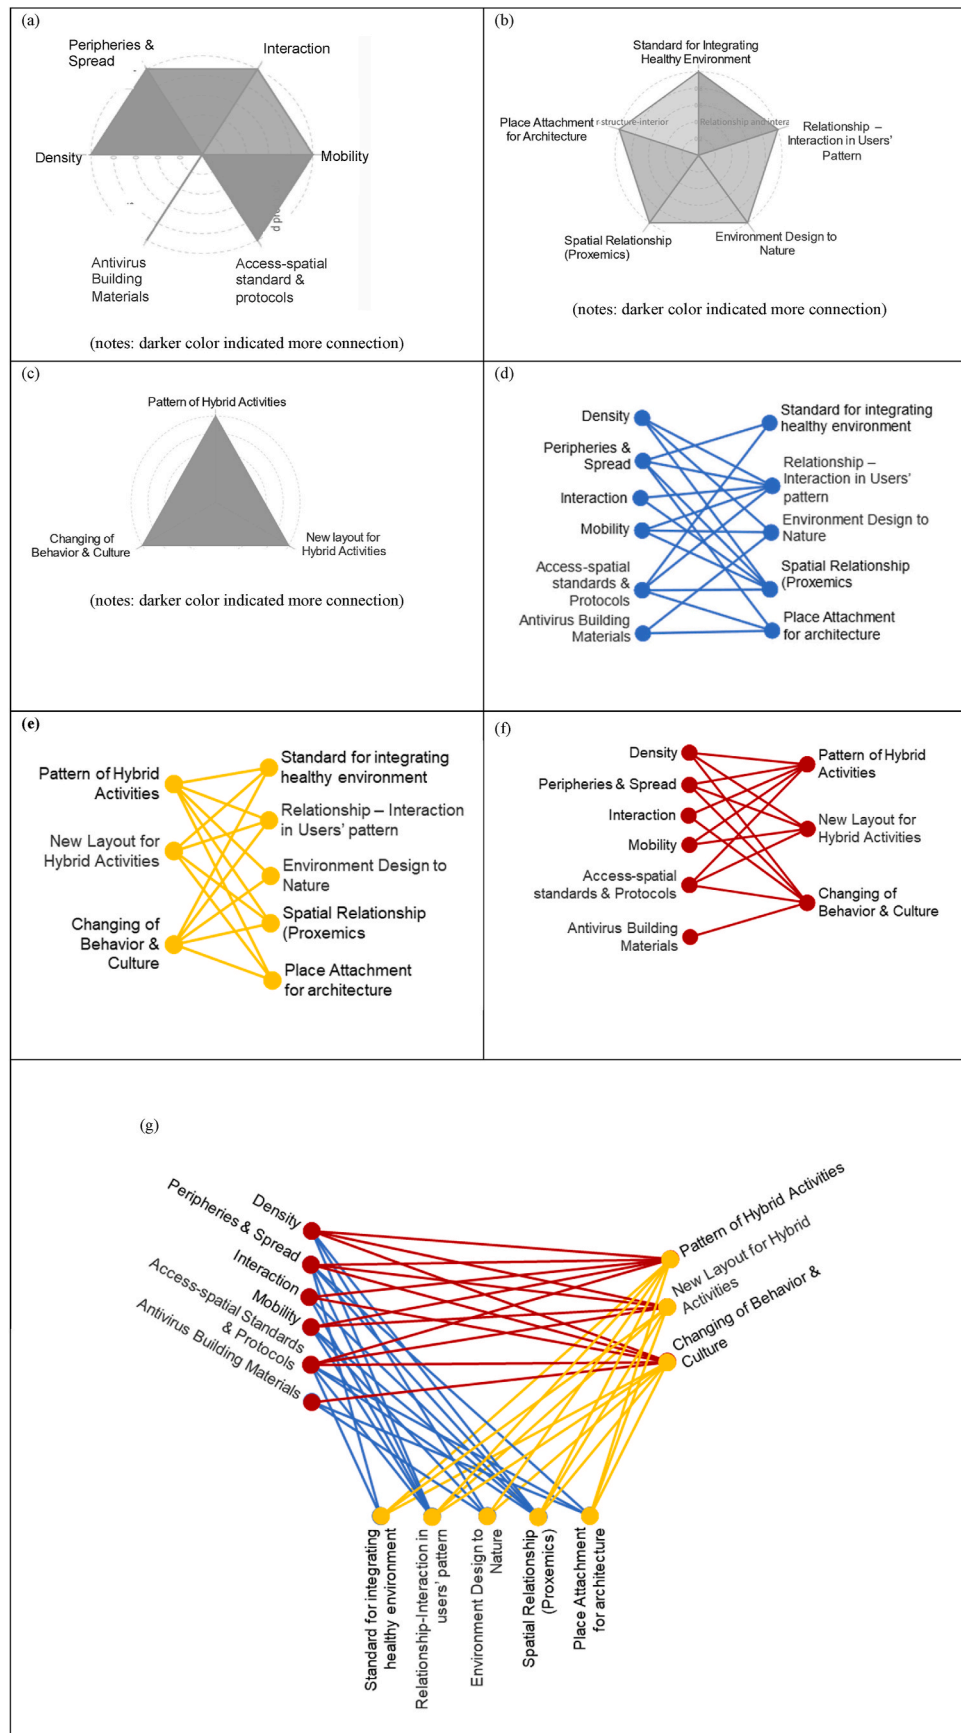 (a)
Peripheries &
Spread
Interaction
Density
Mobility
Antivirus
Building
Materials
Access-spatial
standard &
protocols
(notes: darker color indicated more connection)
(b)
Standard for Integrating
Healthy Environment
Place Attachment
for Architecture
r structure-interior
Relationship and intera
Relationship –
Interaction in Users'
Pattern
Spatial Relationship
(Proxemics)
Environment Design to
Nature
(notes: darker color indicated more connection)
(c)
Pattern of Hybrid Activities
Changing of
Behavior & Culture
New layout for
Hybrid Activities
(notes: darker color indicated more connection)
(d)
Density
Peripheries &
Spread
Interaction
Mobility
Access-spatial
standards &
Protocols
Antivirus Building
Materials
Standard for integrating
healthy environment
Relationship –
Interaction in Users'
pattern
Environment Design to
Nature
Spatial Relationship
(Proxemics
Place Attachment
for architecture
(e)
Pattern of Hybrid
Activities
New Layout for
Hybrid Activities
Changing of
Behavior &
Culture
Standard for integrating
healthy environment
Relationship – Interaction
in Users' pattern
Environment Design to
Nature
Spatial Relationship
(Proxemics
Place Attachment
for architecture
(f)
Density
Peripheries & Spread
Interaction
Mobility
Access-spatial
standards & Protocols
Antivirus Building
Materials
Pattern of Hybrid
Activities
New Layout for
Hybrid Activities
Changing of
Behavior & Culture
(g)
Density
Peripheries & Spread
Interaction
Mobility
Access-spatial Standards
& Protocols
Antivirus Building Materials
Pattern of Hybrid Activities
New Layout for Hybrid
Activities
Changing of Behavior &
Culture
Standard for integrating
healthy environment
Relationship-Interaction in
users' pattern
Environment Design to
Nature
Spatial Relationship
(Proxemics)
Place Attachment
for architecture